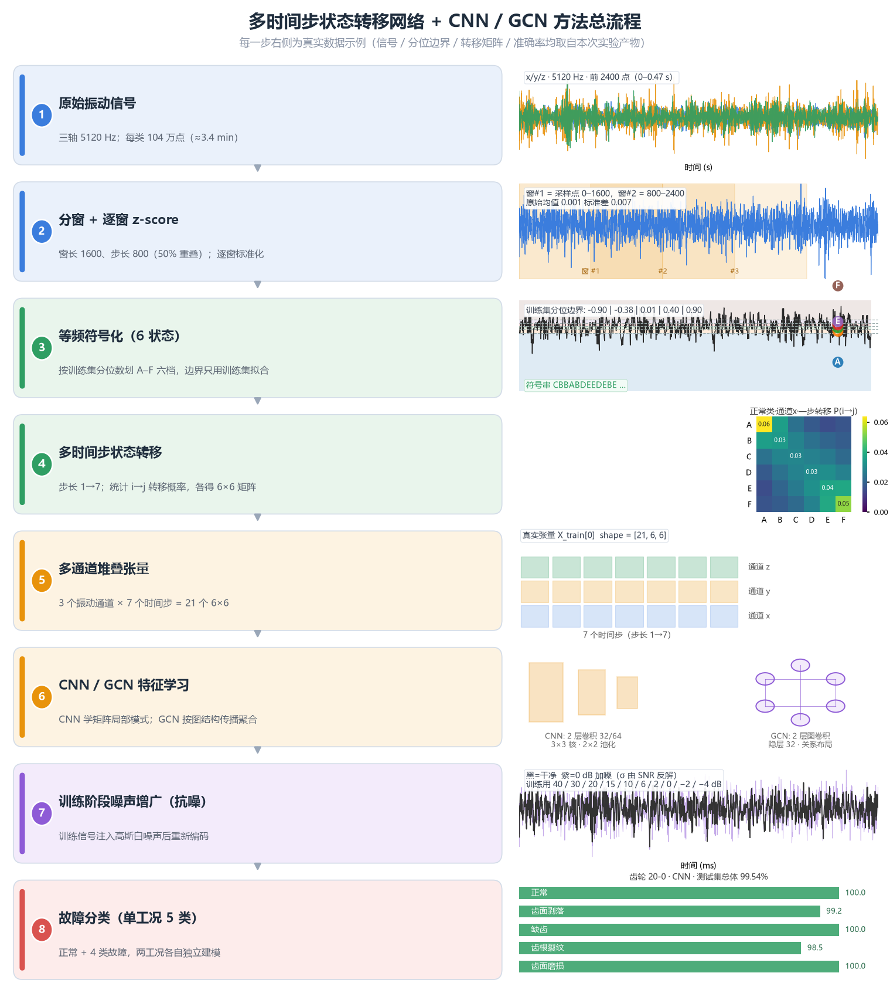 多时间步状态转移网络 + CNN / GCN 方法总流程
每一步右侧为真实数据示例（信号 / 分位边界 / 转移矩阵 / 准确率均取自本次实验产物）
1
原始振动信号
三轴 5120 Hz；每类 104 万点（≈3.4 min）
x/y/z · 5120 Hz · 前 2400 点（0–0.47 s）
时间 (s)
2
分窗 + 逐窗 z-score
窗长 1600、步长 800（50% 重叠）；逐窗标准化
窗#1 = 采样点 0–1600，窗#2 = 800–2400
原始均值 0.001 标准差 0.007
窗 #1
#2
#3
3
等频符号化（6 状态）
按训练集分位数划 A–F 六档，边界只用训练集拟合
F
训练集分位边界: -0.90 | -0.38 | 0.01 | 0.40 | 0.90
E
A
符号串 CBBABDEEDEBE ...
4
多时间步状态转移
步长 1→7；统计 i→j 转移概率，各得 6×6 矩阵
正常类·通道x·一步转移 P(i→j)
A
B
C
D
E
F
0.06
0.03
0.03
0.03
0.04
0.05
A B C D E F
0.06
0.04
0.02
0.00
5
多通道堆叠张量
3 个振动通道 × 7 个时间步 = 21 个 6×6
真实张量 X_train[0]  shape = [21, 6, 6]
通道 z
通道 y
通道 x
7 个时间步（步长 1→7）
6
CNN / GCN 特征学习
CNN 学矩阵局部模式；GCN 按图结构传播聚合
CNN: 2 层卷积 32/64
3×3 核 · 2×2 池化
GCN: 2 层图卷积
隐层 32 · 关系布局
7
训练阶段噪声增广（抗噪）
训练信号注入高斯白噪声后重新编码
黑=干净  紫=0 dB 加噪（σ 由 SNR 反解）
训练用 40 / 30 / 20 / 15 / 10 / 6 / 2 / 0 / −2 / −4 dB
时间 (ms)
8
故障分类（单工况 5 类）
正常 + 4 类故障，两工况各自独立建模
齿轮 20-0 · CNN · 测试集总体 99.54%
正常 100.0
齿面剥落 99.2
缺齿 100.0
齿根裂纹 98.5
齿面磨损 100.0